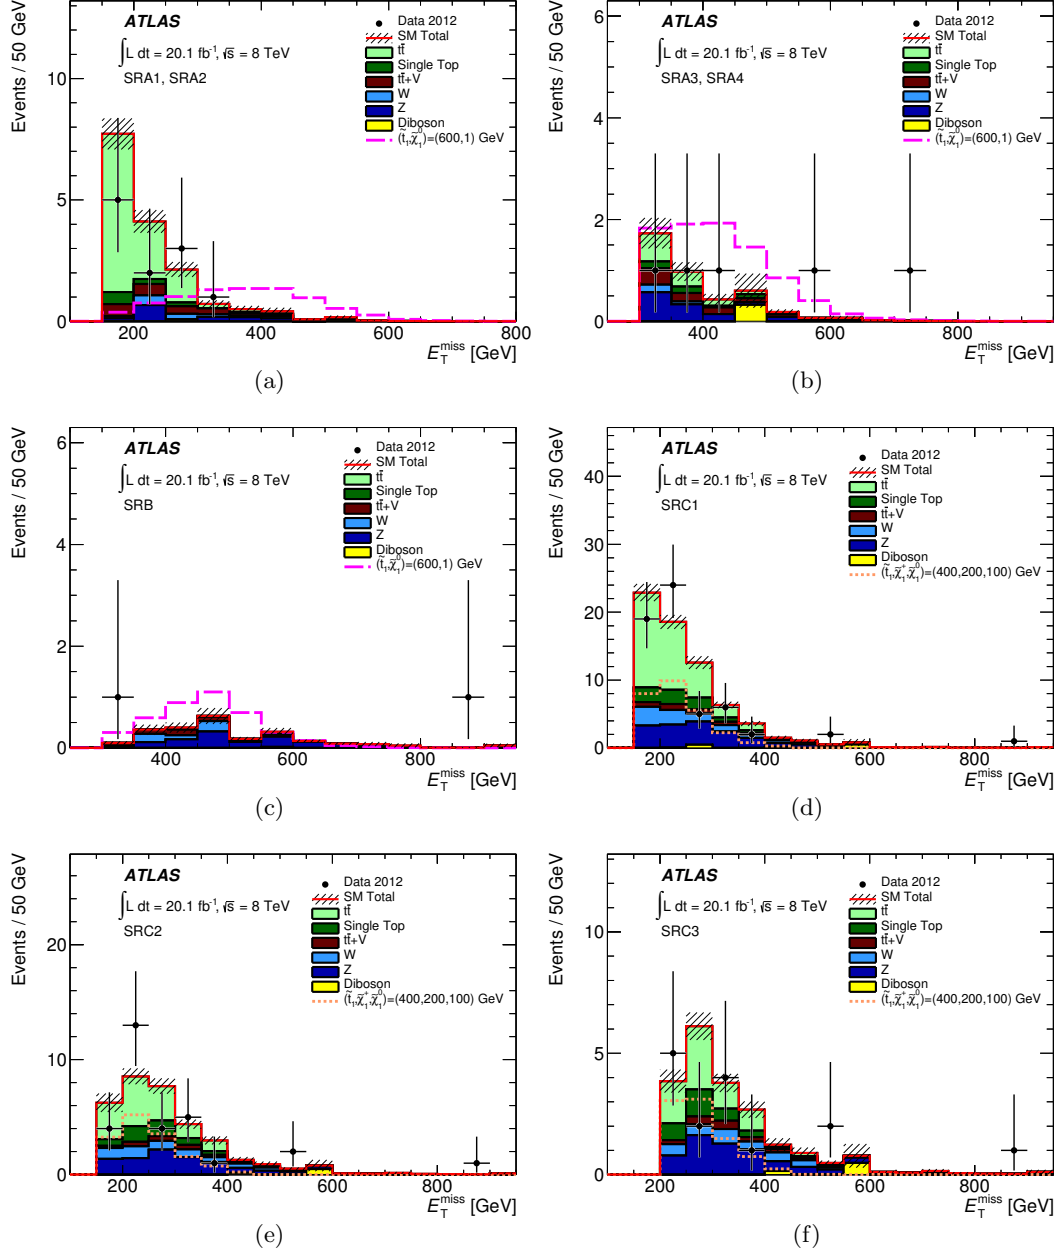 Events / 50 GeV
ATLAS
∫L dt = 20.1 fb⁻¹, √s = 8 TeV
SRA1, SRA2
Data 2012
SM Total
tt̄
Single Top
tt̄+V
W
Z
Diboson
(t̃₁,χ̃₁⁰)=(600,1) GeV
10
5
0
200 400 600 800
E_T^miss [GeV]
(a)
Events / 50 GeV
ATLAS
∫L dt = 20.1 fb⁻¹, √s = 8 TeV
SRA3, SRA4
Data 2012
SM Total
tt̄
Single Top
tt̄+V
W
Z
Diboson
(t̃₁,χ̃₁⁰)=(600,1) GeV
6
4
2
0
400 600 800
E_T^miss [GeV]
(b)
Events / 50 GeV
ATLAS
∫L dt = 20.1 fb⁻¹, √s = 8 TeV
SRB
Data 2012
SM Total
tt̄
Single Top
tt̄+V
W
Z
Diboson
(t̃₁,χ̃₁⁰)=(600,1) GeV
6
4
2
0
200 400 600 800
E_T^miss [GeV]
(c)
Events / 50 GeV
ATLAS
∫L dt = 20.1 fb⁻¹, √s = 8 TeV
SRC1
Data 2012
SM Total
tt̄
Single Top
tt̄+V
W
Z
Diboson
(t̃₁,χ̃₁⁺,χ̃₁⁰)=(400,200,100) GeV
40
30
20
10
0
200 400 600 800
E_T^miss [GeV]
(d)
Events / 50 GeV
ATLAS
∫L dt = 20.1 fb⁻¹, √s = 8 TeV
SRC2
Data 2012
SM Total
tt̄
Single Top
tt̄+V
W
Z
Diboson
(t̃₁,χ̃₁⁺,χ̃₁⁰)=(400,200,100) GeV
20
10
0
200 400 600 800
E_T^miss [GeV]
(e)
Events / 50 GeV
ATLAS
∫L dt = 20.1 fb⁻¹, √s = 8 TeV
SRC3
Data 2012
SM Total
tt̄
Single Top
tt̄+V
W
Z
Diboson
(t̃₁,χ̃₁⁺,χ̃₁⁰)=(400,200,100) GeV
10
5
0
200 400 600 800
E_T^miss [GeV]
(f)